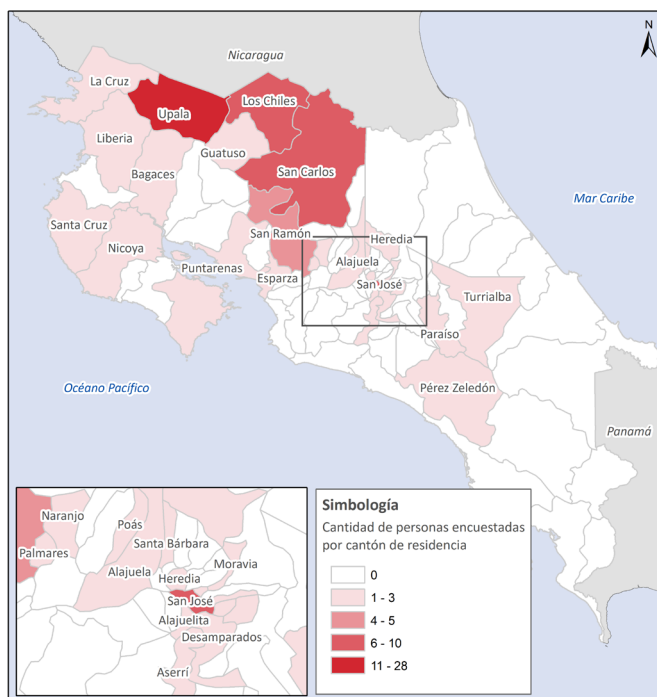 N
Nicaragua
La Cruz
Upala
Los Chiles
Liberia
Guatuso
Bagaces
San Carlos
Mar Caribe
Santa Cruz
Nicoya
San Ramón
Heredia
Puntarenas
Alajuela
Esparza
San José
Turrialba
Paraíso
Océano Pacífico
Pérez Zeledón
Panamá
Naranjo
Poás
Palmares
Santa Bárbara
Alajuela
Heredia
Moravia
San José
Alajuelita
Desamparados
Aserrí
Simbología
Cantidad de personas encuestadas
por cantón de residencia
0
1 - 3
4 - 5
6 - 10
11 - 28